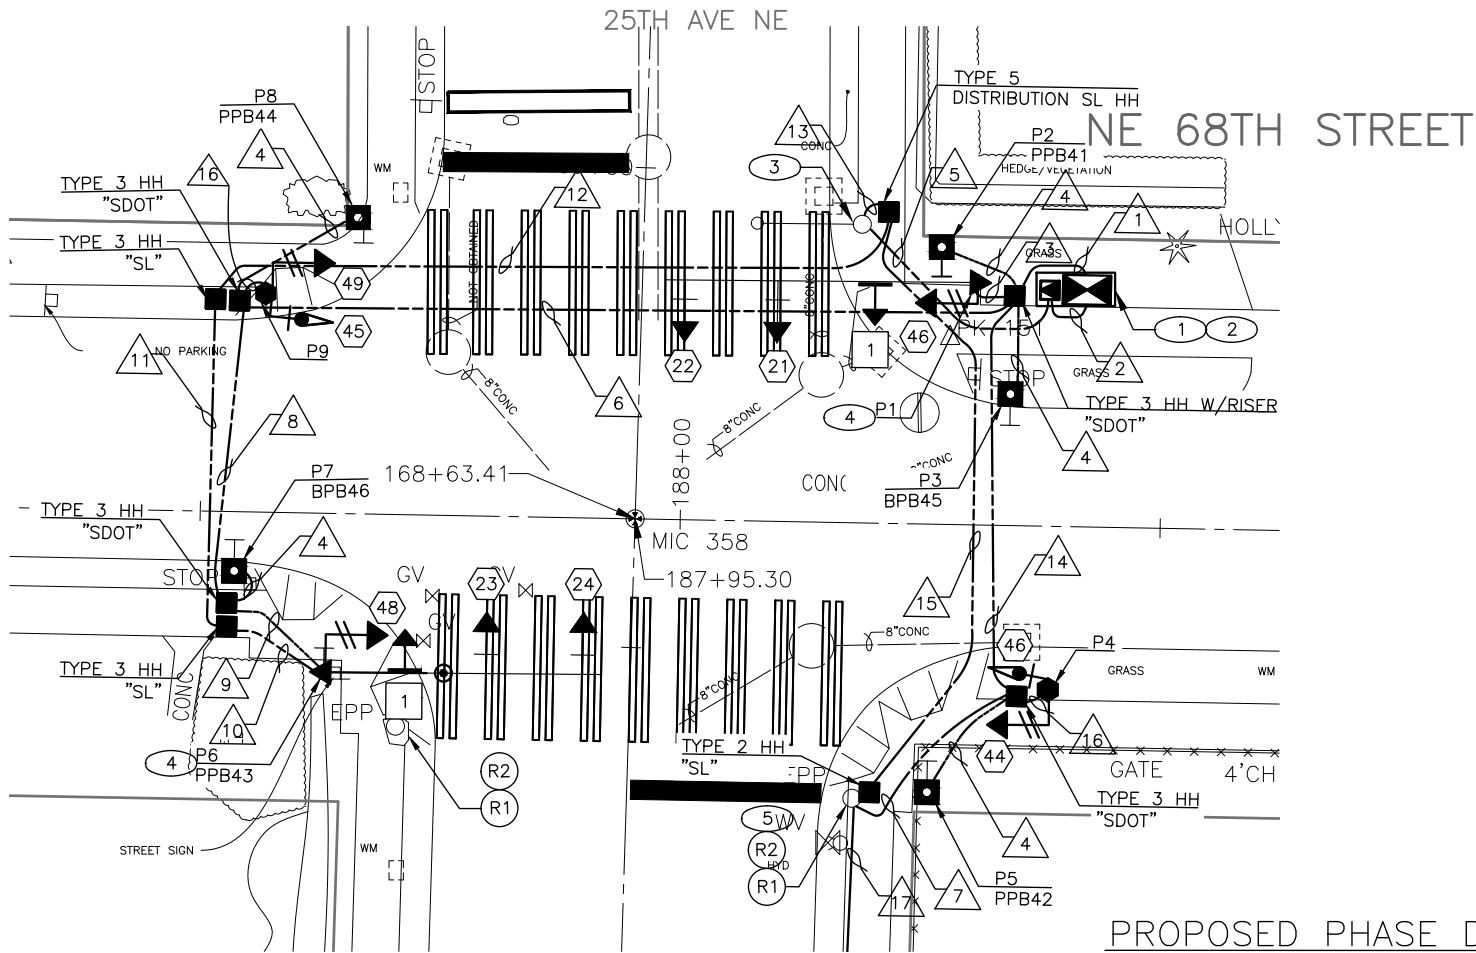 25TH AVE NE
NE 68TH STREET
STOP
P8
PPB44
4
16
WM
TYPE 3 HH
"SDOT"
TYPE 3 HH
"SL"
12
NOT OBTAINED
13
CONC
3
TYPE 5
DISTRIBUTION SL HH
P2
PPB41
HEDGE/VEGETATION
5
4
1
3
GRASS
HOLLY
49
45
P9
NO PARKING
11
8
22
21
1
46
1
2
2
GRASS
STOP
6
8"CONC
8"CONC
4
P1
TYPE 3 HH W/RISER
"SDOT"
4
P7
BPB46
168+63.41
188+00
CONC
P3
BPB45
TYPE 3 HH
"SDOT"
4
MIC 358
187+95.30
STOP
GV
23
24
48
GV
15
14
8"CONC
46
P4
GRASS
WM
TYPE 3 HH
"SL"
CONC
9
10
EPP
1
8"CONC
4
P6
PPB43
TYPE 2 HH
"SL"
16
44
GATE
4'CH
R2
R1
TYPE 3 HH
"SDOT"
5
WV
R2
HYD
R1
STREET SIGN
WM
17
7
4
P5
PPB42
PROPOSED PHASE D